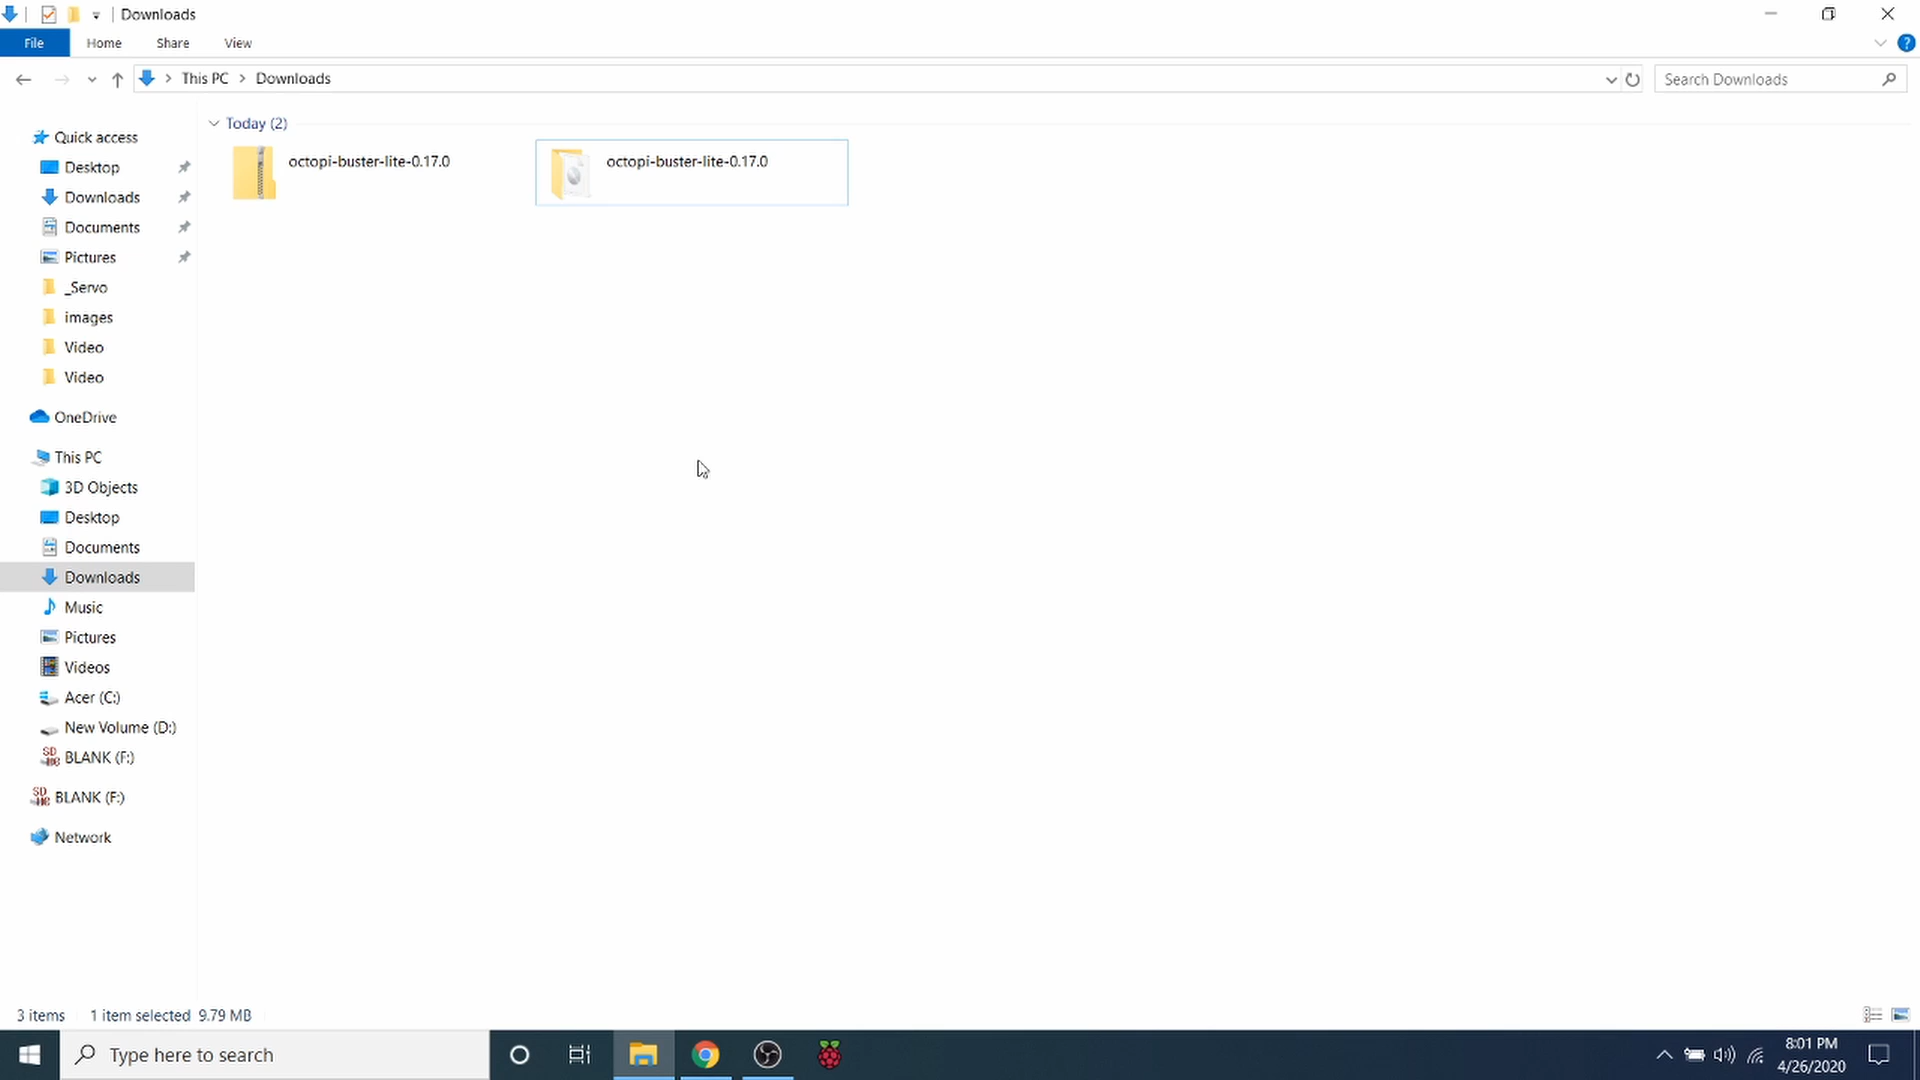 Downloads
File Home Share View
This PC Downloads
Search Downloads
Quick access
Desktop
Downloads
Documents
Pictures
_Servo
images
Video
Video
OneDrive
This PC
3D Objects
Desktop
Documents
Downloads
Music
Pictures
Videos
Acer (C:)
New Volume (D:)
BLANK (F:)
BLANK (F:)
Network
Today (2)
octopi-buster-lite-0.17.0 octopi-buster-lite-0.17.0
3 items 1 item selected 9.79 MB
Type here to search
8:01 PM
4/26/2020